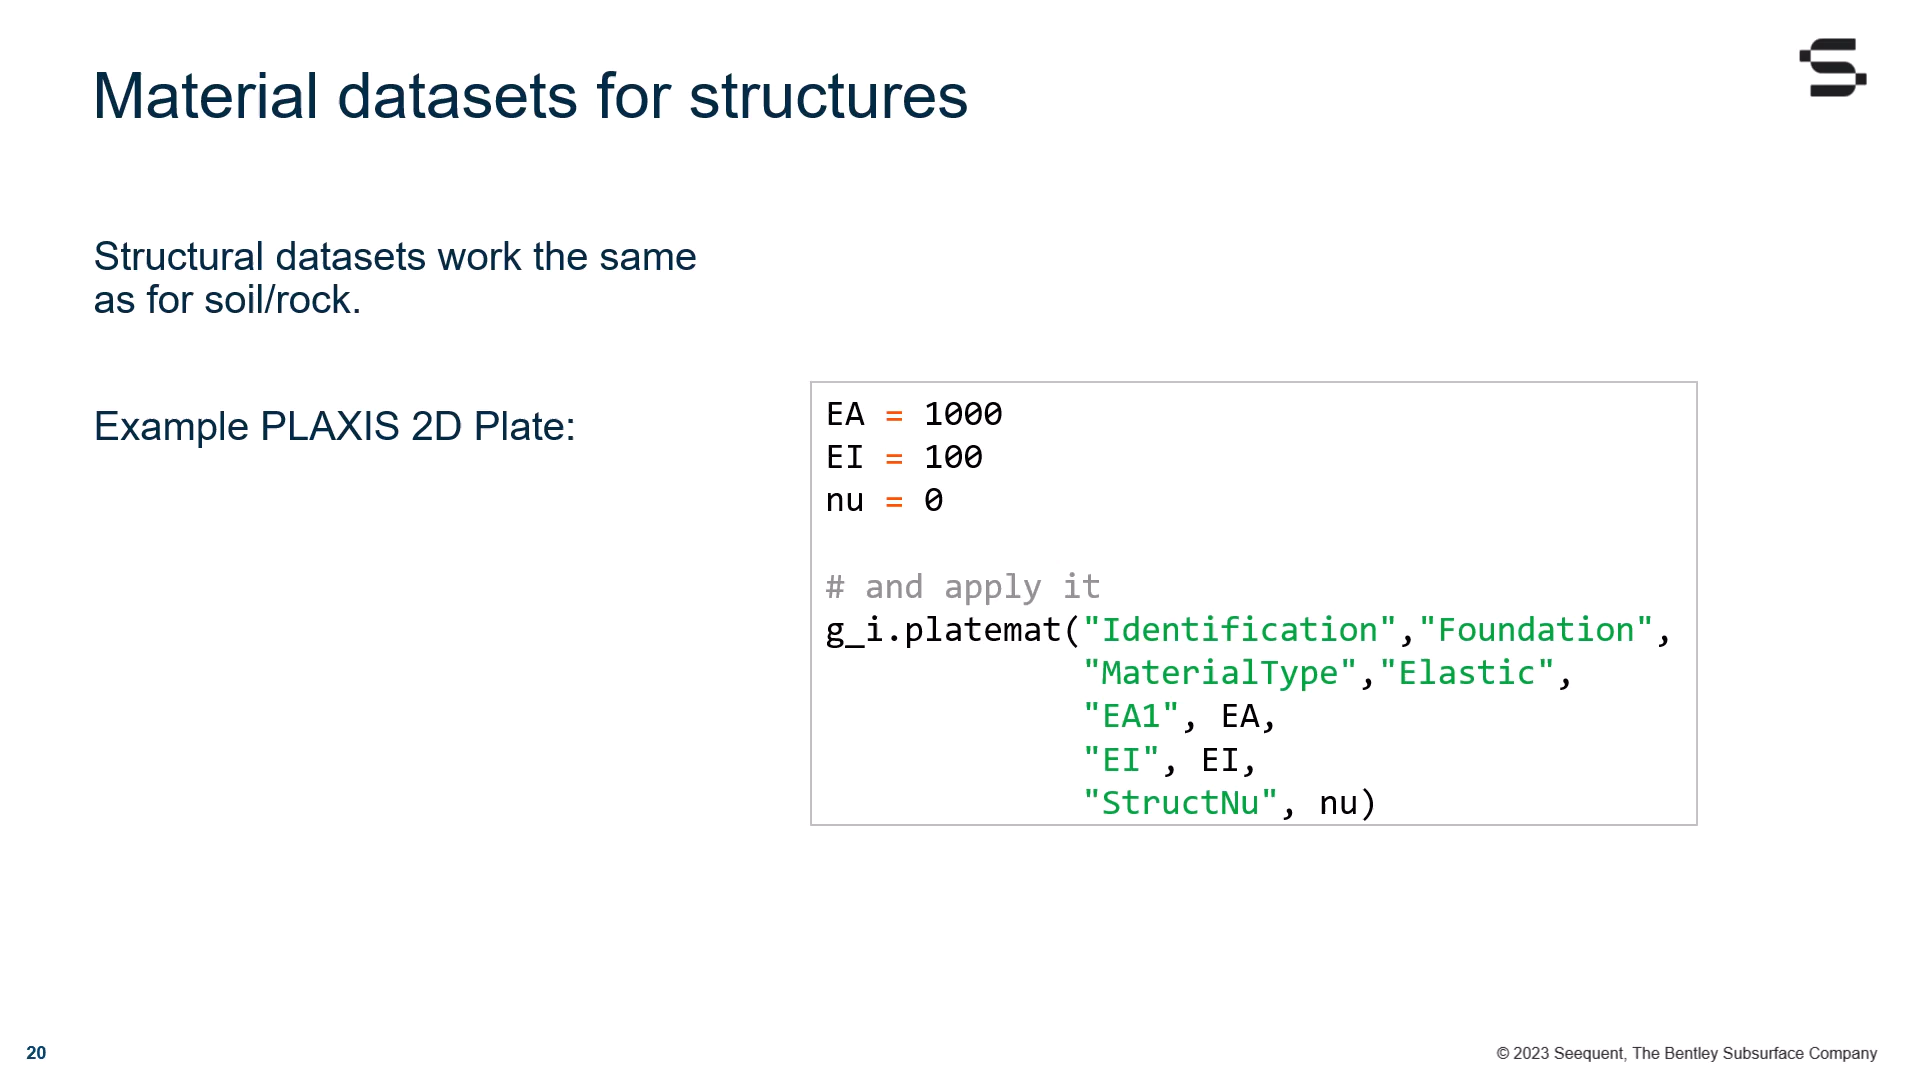 Material datasets for structures
Structural datasets work the same
as for soil/rock.
Example PLAXIS 2D Plate:
EA = 1000
EI = 100
nu = 0
# and apply it
g_i.platemat("Identification","Foundation",
"MaterialType","Elastic",
"EA1", EA,
"EI", EI,
"StructNu", nu)
20
© 2023 Seequent, The Bentley Subsurface Company